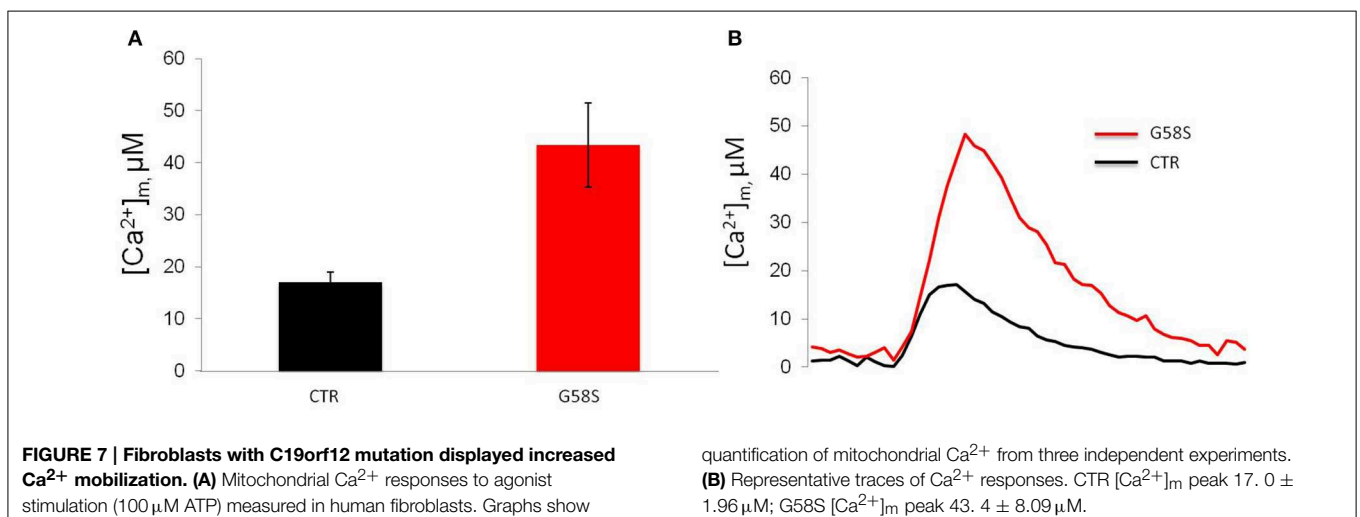 A
60
50
40
30
20
10
0
[Ca²⁺]m, μM
CTR
G58S
B
60
50
40
30
20
10
0
[Ca²⁺]m, μM
G58S
CTR
FIGURE 7 | Fibroblasts with C19orf12 mutation displayed increased
Ca²⁺ mobilization. (A) Mitochondrial Ca²⁺ responses to agonist
stimulation (100 μM ATP) measured in human fibroblasts. Graphs show
quantification of mitochondrial Ca²⁺ from three independent experiments.
(B) Representative traces of Ca²⁺ responses. CTR [Ca²⁺]m peak 17. 0 ±
1.96 μM; G58S [Ca²⁺]m peak 43. 4 ± 8.09 μM.